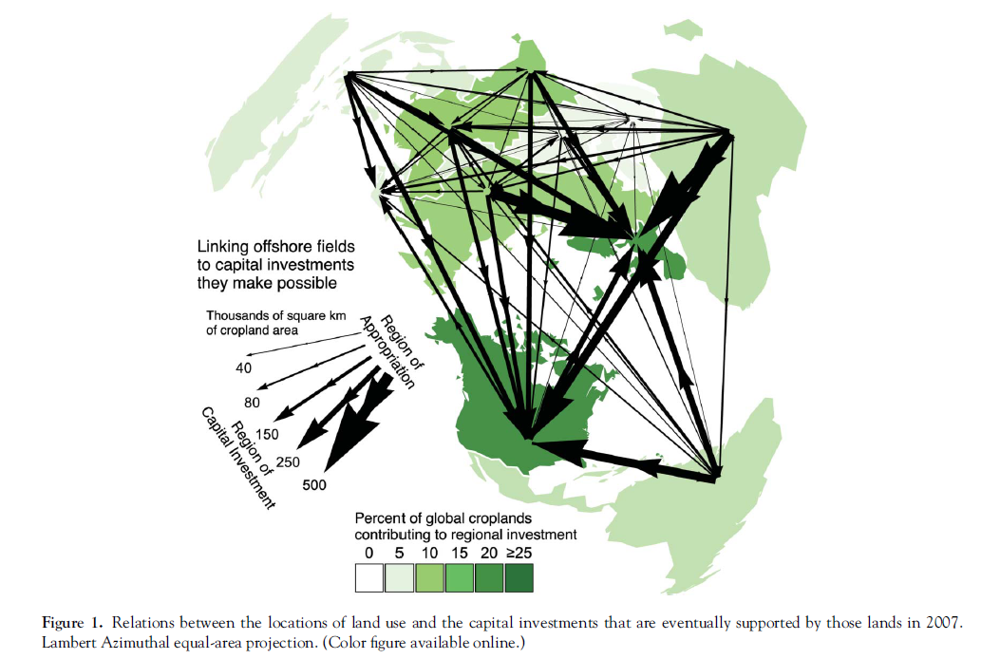 Linking offshore fields
to capital investments
they make possible
Thousands of square km
of cropland area
Region of
Appropriation
40
80
150
250
500
Region of
Capital Investment
Percent of global croplands
contributing to regional investment
0 5 10 15 20 ≥25
Figure 1. Relations between the locations of land use and the capital investments that are eventually supported by those lands in 2007.
Lambert Azimuthal equal-area projection. (Color figure available online.)